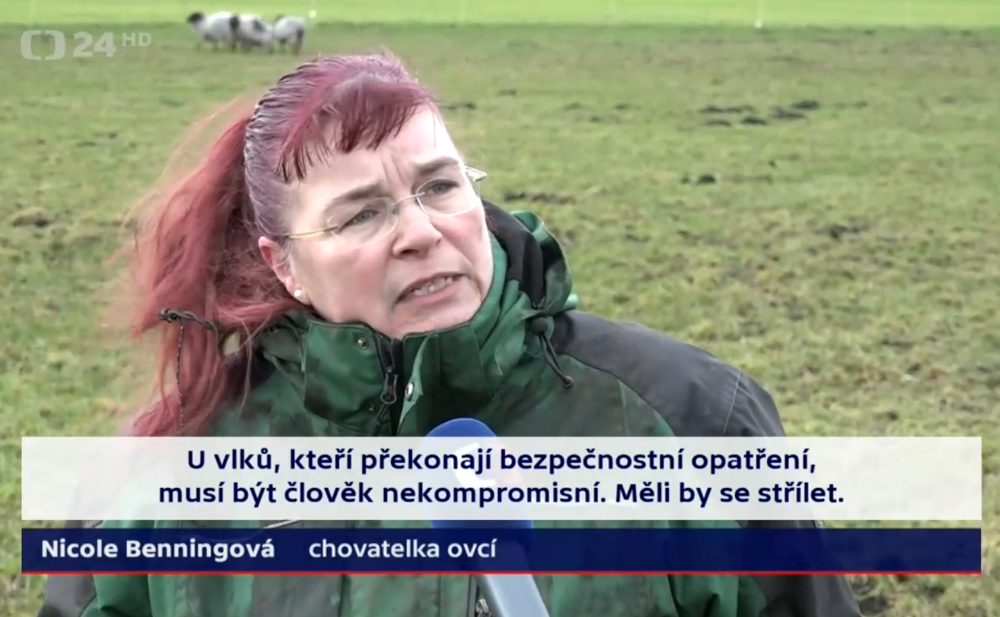 24 HD
U vlků, kteří překonají bezpečnostní opatření,
musí být člověk nekompromisní. Měli by se střílet.
Nicole Benningová chovatelka ovcí